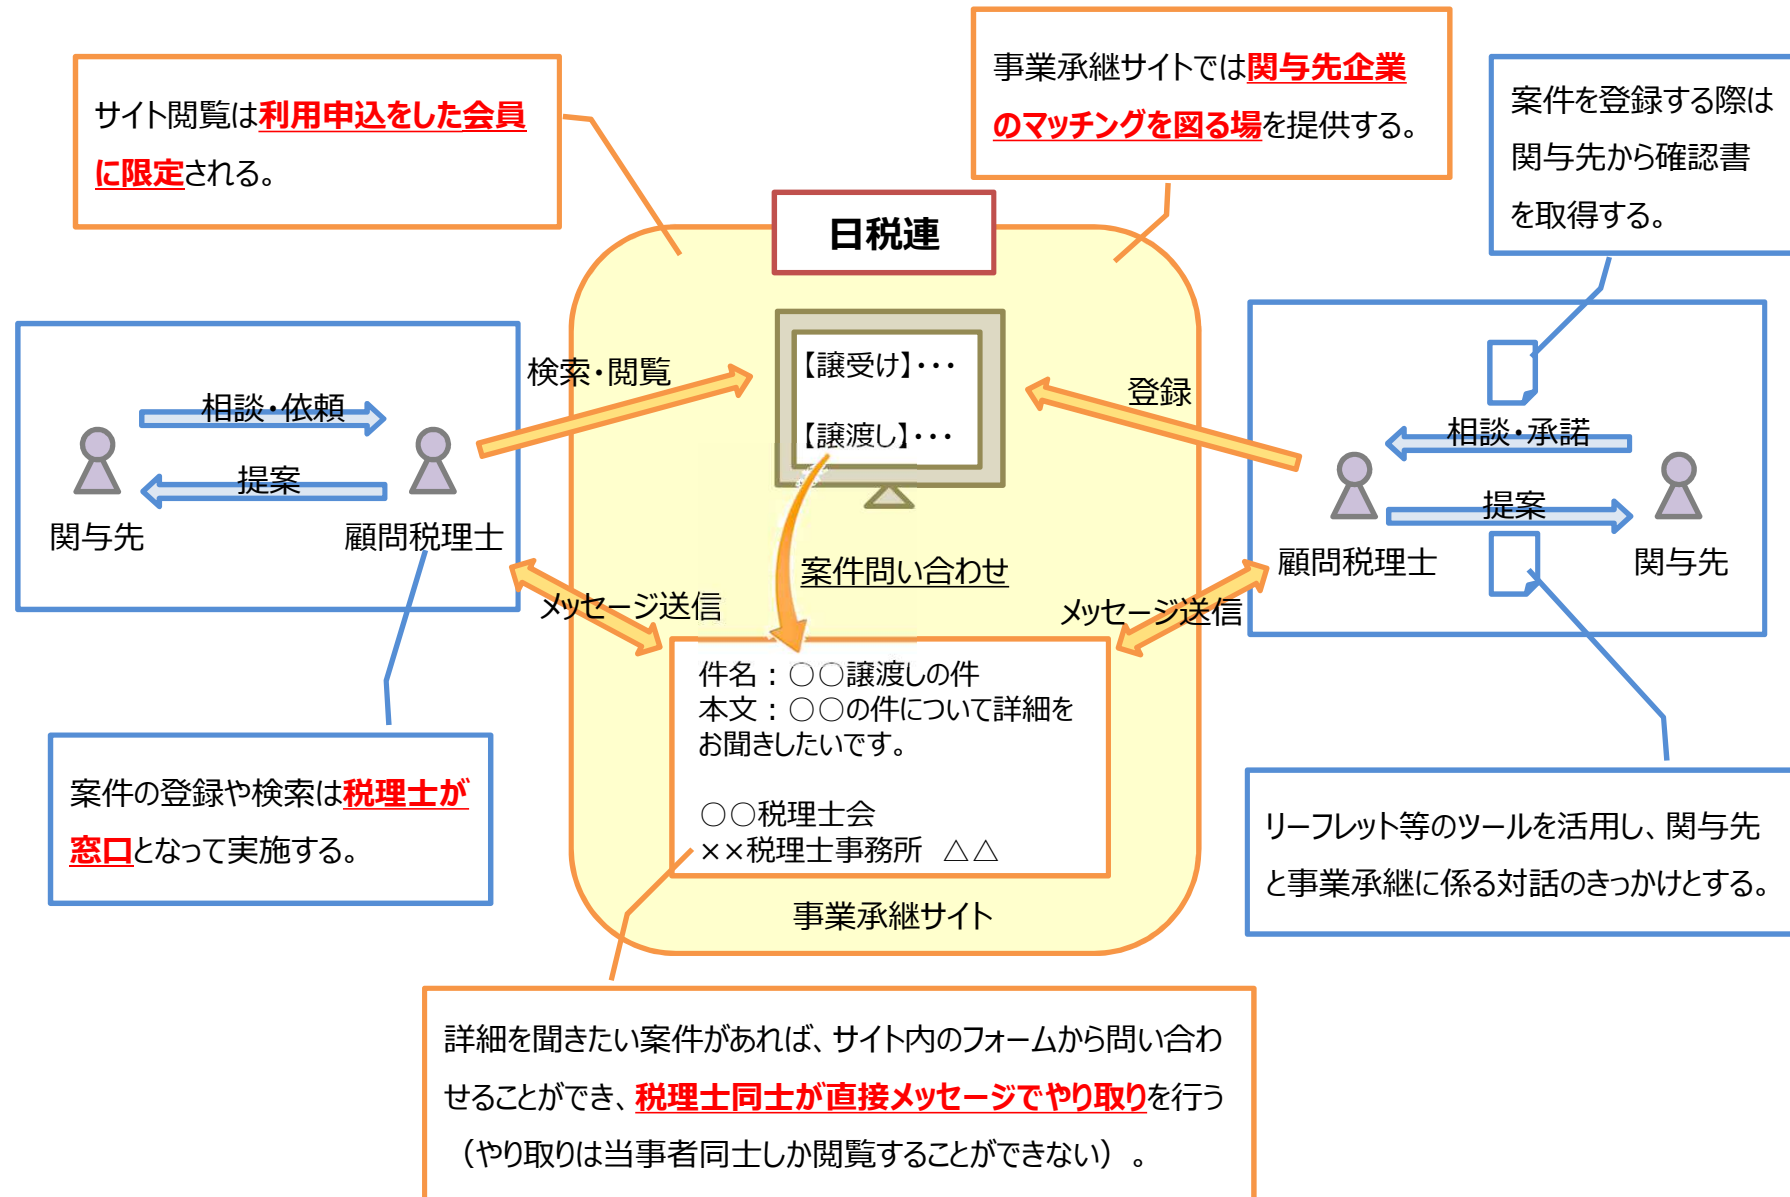 サイト閲覧は利用申込をした会員
に限定される。
事業承継サイトでは関与先企業
のマッチングを図る場を提供する。
案件を登録する際は
関与先から確認書
を取得する。
日税連
【譲受け】・・・
【譲渡し】・・・
検索・閲覧
登録
相談・依頼
提案
関与先
顧問税理士
相談・承諾
提案
顧問税理士
関与先
案件問い合わせ
メッセージ送信
メッセージ送信
件名：○○譲渡しの件
本文：○○の件について詳細を
お聞きしたいです。
○○税理士会
××税理士事務所　△△
事業承継サイト
案件の登録や検索は税理士が
窓口となって実施する。
リーフレット等のツールを活用し、関与先
と事業承継に係る対話のきっかけとする。
詳細を聞きたい案件があれば、サイト内のフォームから問い合わ
せることができ、税理士同士が直接メッセージでやり取りを行う
（やり取りは当事者同士しか閲覧することができない）。